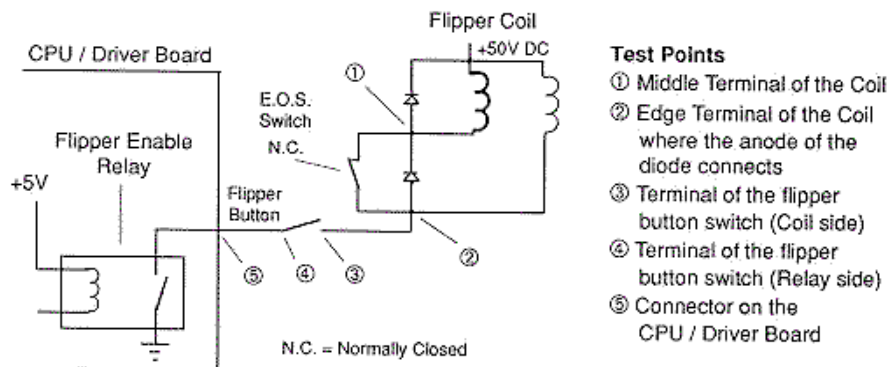 Flipper Coil
+50V DC
CPU / Driver Board
①
E.O.S.
Switch
N.C.
Flipper Enable
Relay
+5V
Flipper
Button
②
⑤
④
③
N.C. = Normally Closed
Test Points
① Middle Terminal of the Coil
② Edge Terminal of the Coil
where the anode of the
diode connects
③ Terminal of the flipper
button switch (Coil side)
④ Terminal of the flipper
button switch (Relay side)
⑤ Connector on the
CPU / Driver Board